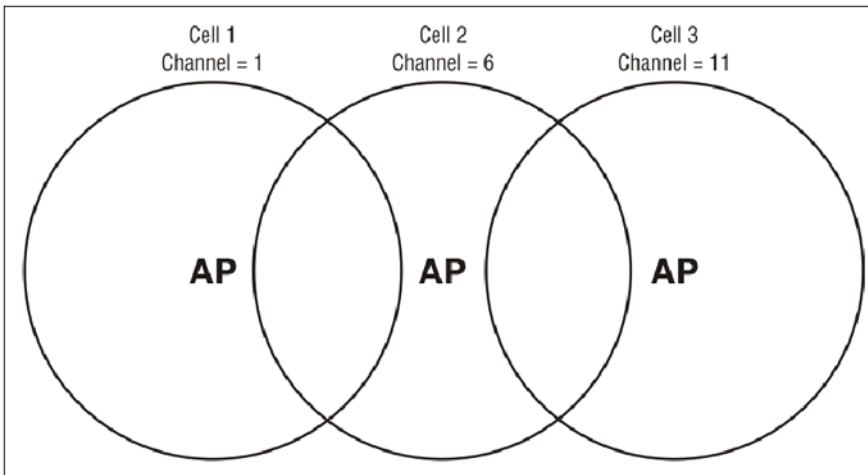 Cell 1
Channel = 1
Cell 2
Channel = 6
Cell 3
Channel = 11
AP
AP
AP